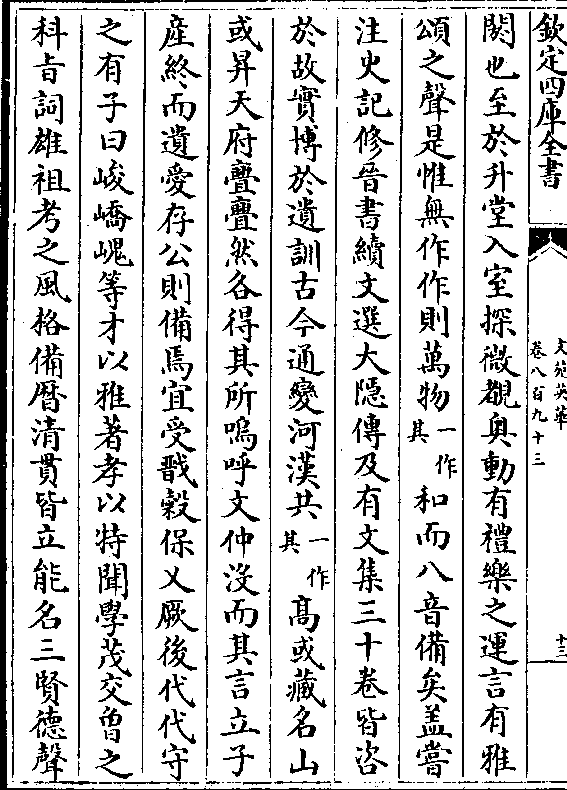 欽定四庫全書
文苑英華
卷八百九十三
十三
闕也至於升堂入室探微覩奥動有禮樂之運言有雅
頌之聲是惟無作作則萬物一作其和而八音備矣盖嘗
注史記修晉書續文選大隱傳及有文集三十卷皆咨
於故實博於遺訓古今通變河漢共一作其高或藏名山
或昇天府亹亹然各得其所嗚呼文仲沒而其言立子
産終而遺愛存公則備焉宜受戩穀保乂厥後代代守
之有子曰峻嶠嵬等才以雅著孝以特聞學茂交曾之
科㫖詞雄祖考之風格備厯清貫皆立能名三賢德聲